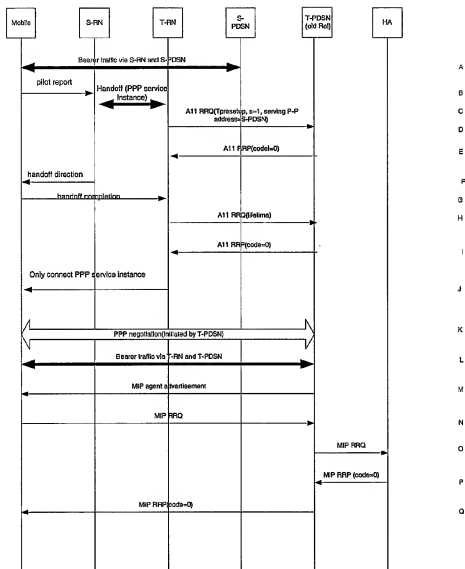 Mobile
S-RN
T-RN
S-
PDSN
T-PDSN
(old Rel)
HA
Bearer traffic via S-RN and S-PDSN
A
pilot report
B
Handoff (PPP service
Instance)
C
A11 RRQ(Tpresetup, s=1, serving P-P
address=S-PDSN)
D
A11 RRP(codel=0)
E
handoff direction
F
handoff completion
G
A11 RRQ(lifetime)
H
A11 RRP(code=0)
I
Only connect PPP service instance
J
PPP negotiation(Initiated by T-PDSN)
K
Bearer traffic via T-RN and T-PDSN
L
MIP agent advertisement
M
MIP RRQ
N
MIP RRQ
O
MIP RRP (code=0)
P
MIP RRP(code=0)
Q